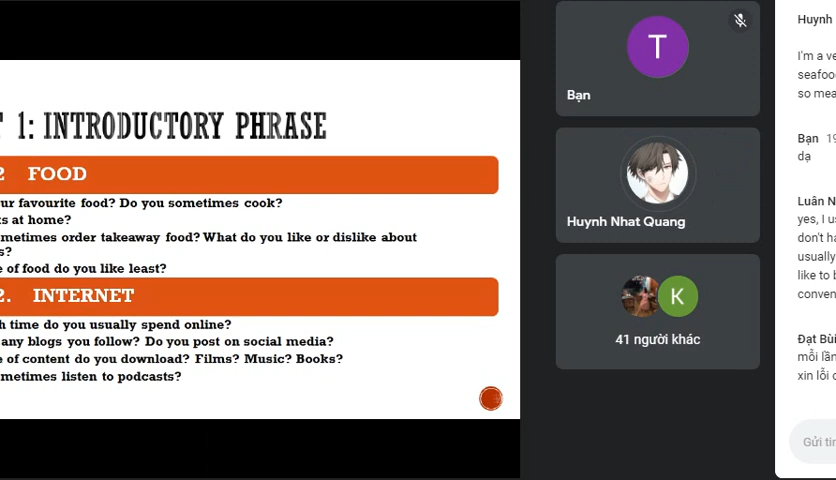 1: INTRODUCTORY PHRASE
2 FOOD
ur favourite food? Do you sometimes cook?
s at home?
metimes order takeaway food? What do you like or dislike about
s?
e of food do you like least?
2. INTERNET
h time do you usually spend online?
any blogs you follow? Do you post on social media?
e of content do you download? Films? Music? Books?
metimes listen to podcasts?
T
Bạn
Huynh Nhat Quang
K
41 người khác
Huynh
I'm a ve
seafoo
so mea
Bạn 19
dạ
Luân N
yes, I u
don't ha
usually
like to b
conven
Đạt Bùi
mỗi lần
xin lỗi c
Gửi tin